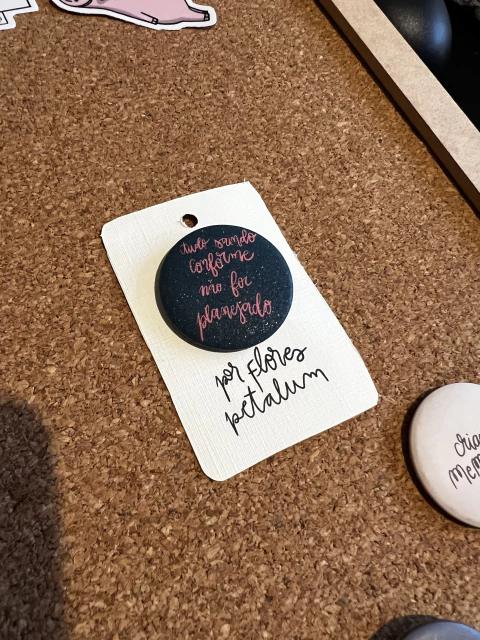 tudo saindo
conforme
não foi
planejado
por Flores
petalum